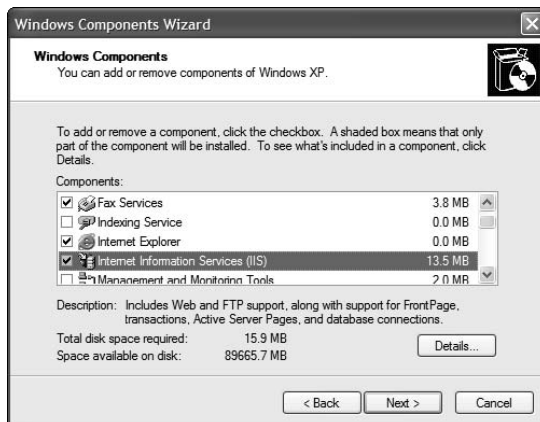 Windows Components Wizard
Windows Components
You can add or remove components of Windows XP.
To add or remove a component, click the checkbox. A shaded box means that only
part of the component will be installed. To see what's included in a component, click
Details.
Components:
Fax Services 3.8 MB
Indexing Service 0.0 MB
Internet Explorer 0.0 MB
Internet Information Services (IIS) 13.5 MB
Management and Monitoring Tools 2.0 MB
Description: Includes Web and FTP support, along with support for FrontPage,
transactions, Active Server Pages, and database connections.
Total disk space required: 15.9 MB
Space available on disk: 89665.7 MB
Details...
< Back Next > Cancel